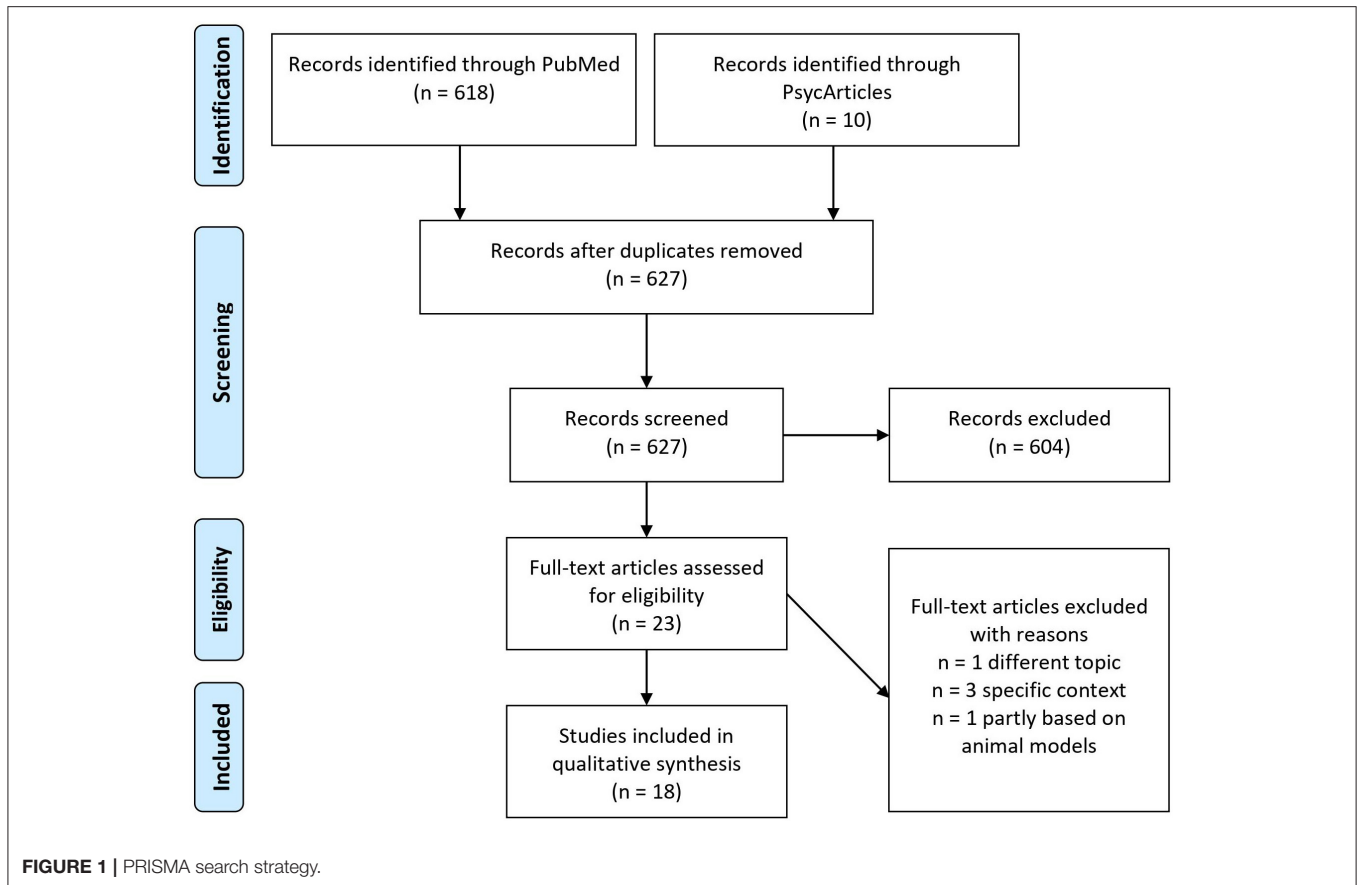 Identification
Records identified through PubMed
(n = 618)
Records identified through
PsycArticles
(n = 10)
Screening
Records after duplicates removed
(n = 627)
Records screened
(n = 627)
Records excluded
(n = 604)
Eligibility
Full-text articles assessed
for eligibility
(n = 23)
Full-text articles excluded
with reasons
n = 1 different topic
n = 3 specific context
n = 1 partly based on
animal models
Included
Studies included in
qualitative synthesis
(n = 18)
FIGURE 1 | PRISMA search strategy.